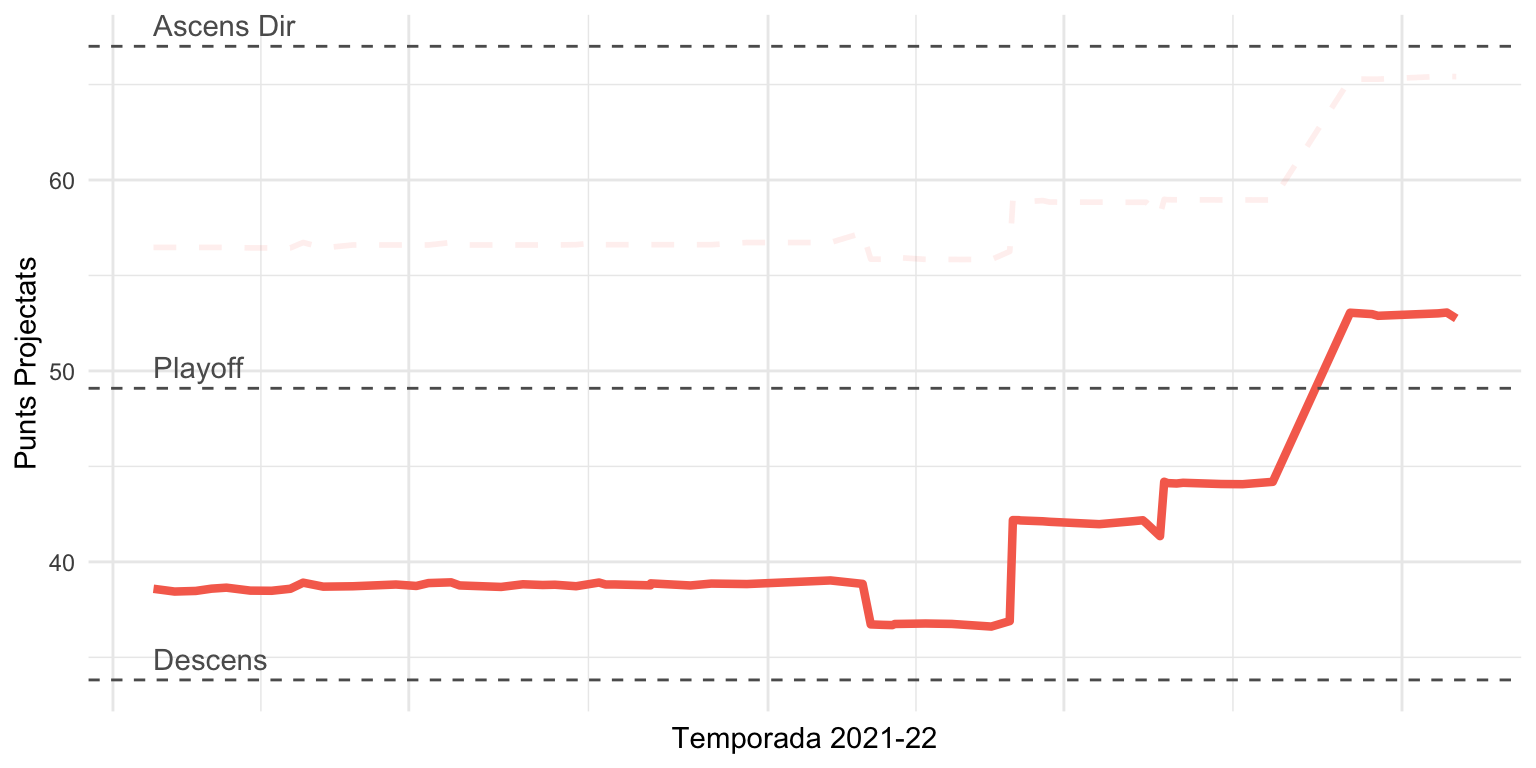 Ascens Dir
60
Playoff
50
40
Descens
Punts Projectats
Temporada 2021-22